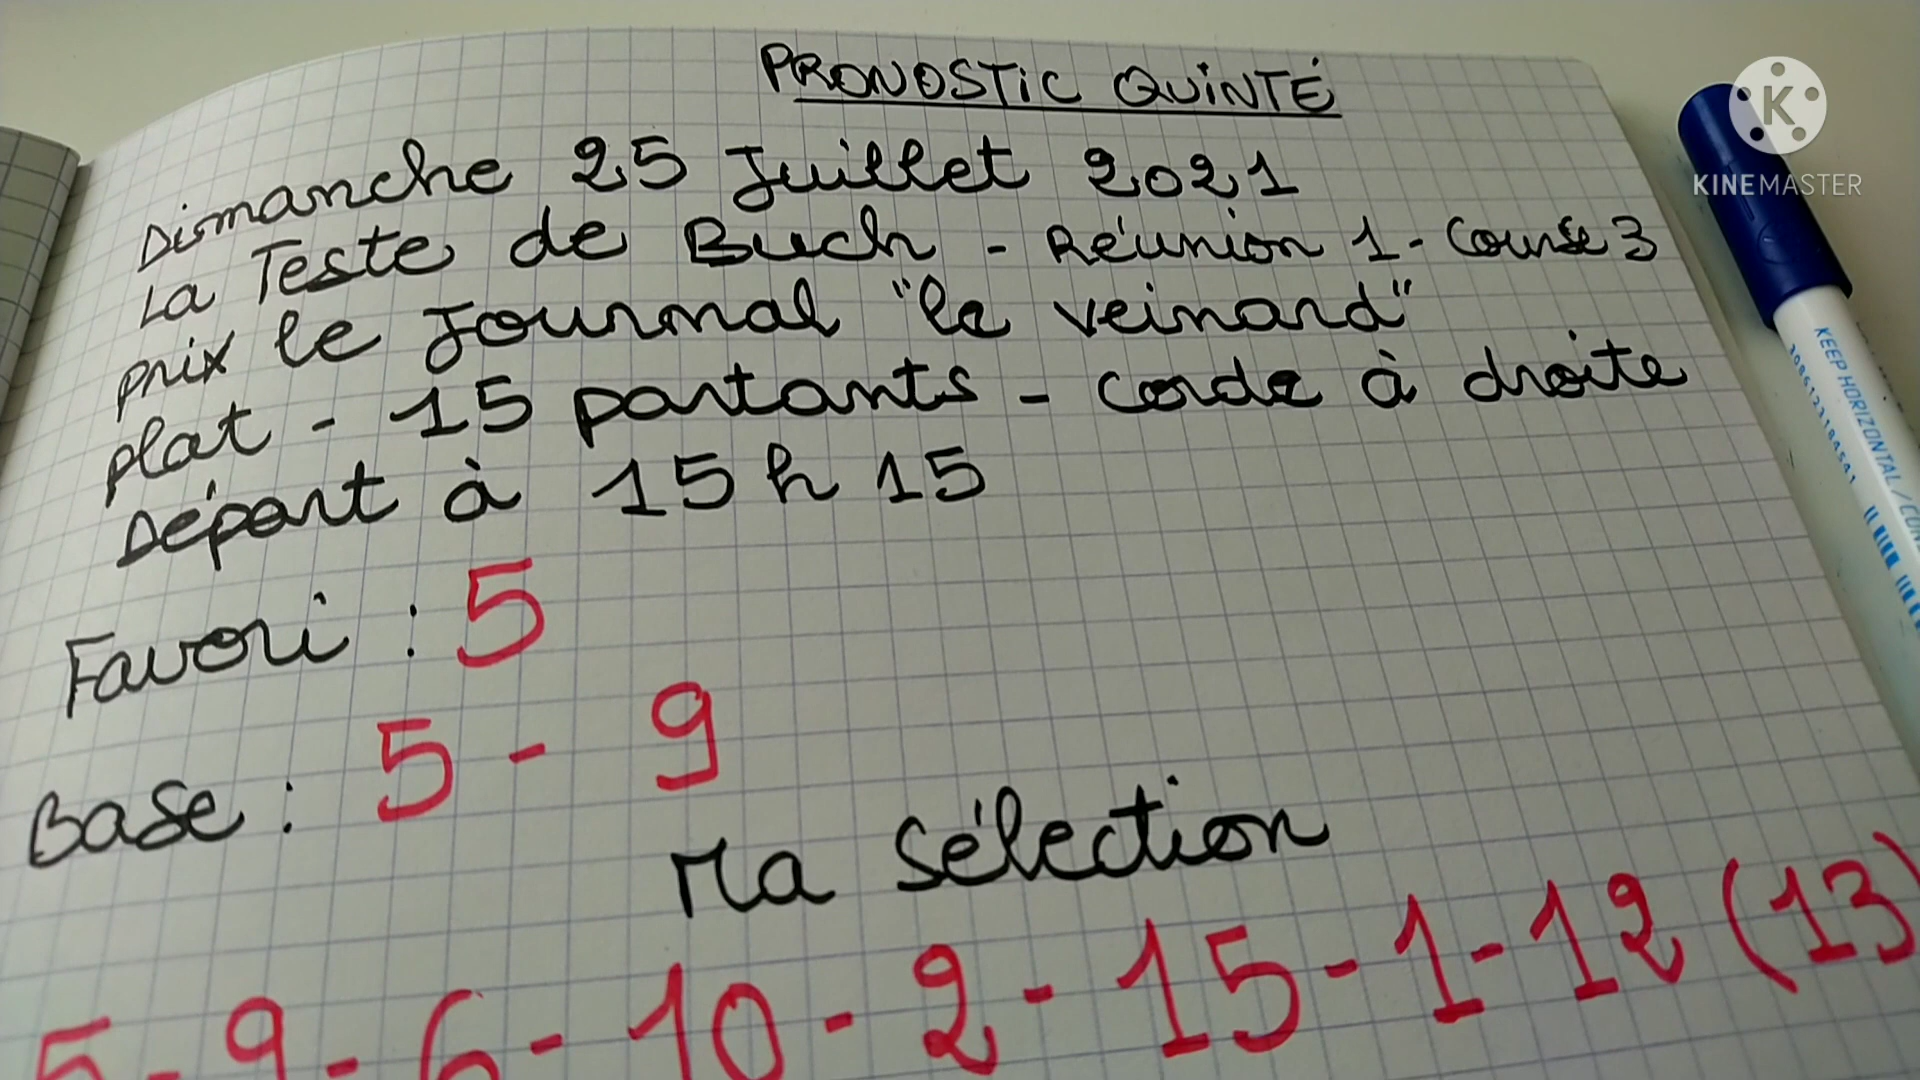 PRONOSTIC QUINTÉ
Dimanche 25 Juillet 2021
La Teste de Buch - Réunion 1 - Course 3
prix le Journal "le veinard"
plat - 15 partants - corde à droite
Départ à 15 h 15
Favori : 5
Base : 5 - 9
Ma sélection
5 - 9 - 6 - 10 - 2 - 15 - 1 - 12 (13)
K
KINEMASTER
KEEP HORIZONTAL